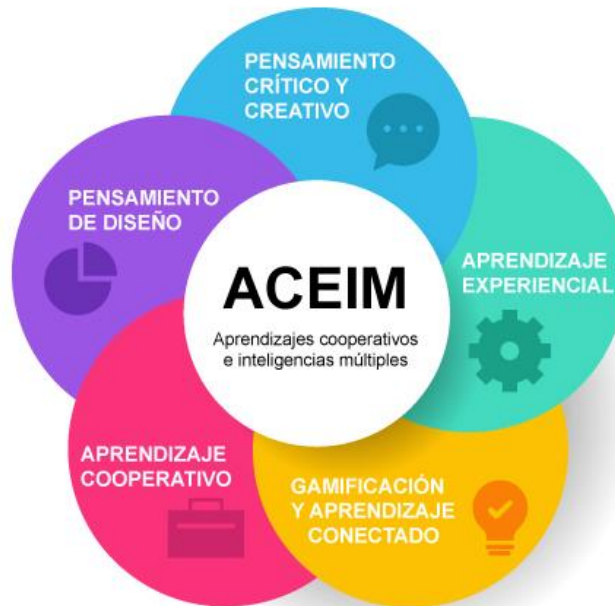 PENSAMIENTO
CRÍTICO Y
CREATIVO
PENSAMIENTO
DE DISEÑO
ACEIM
Aprendizajes cooperativos
e inteligencias múltiples
APRENDIZAJE
EXPERIENCIAL
APRENDIZAJE
COOPERATIVO
GAMIFICACIÓN
Y APRENDIZAJE
CONECTADO